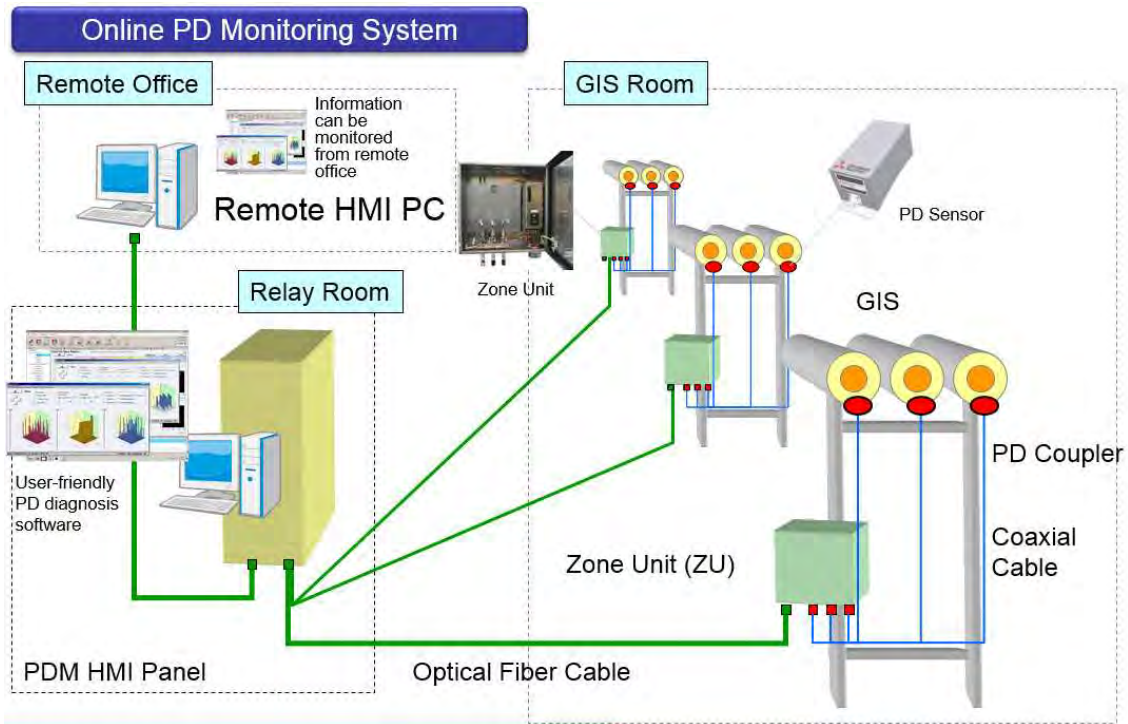 Online PD Monitoring System
Remote Office
Information
can be
monitored
from remote
office
Remote HMI PC
GIS Room
PD Sensor
Zone Unit
GIS
Relay Room
User-friendly
PD diagnosis
software
PDM HMI Panel
Optical Fiber Cable
Zone Unit (ZU)
PD Coupler
Coaxial
Cable